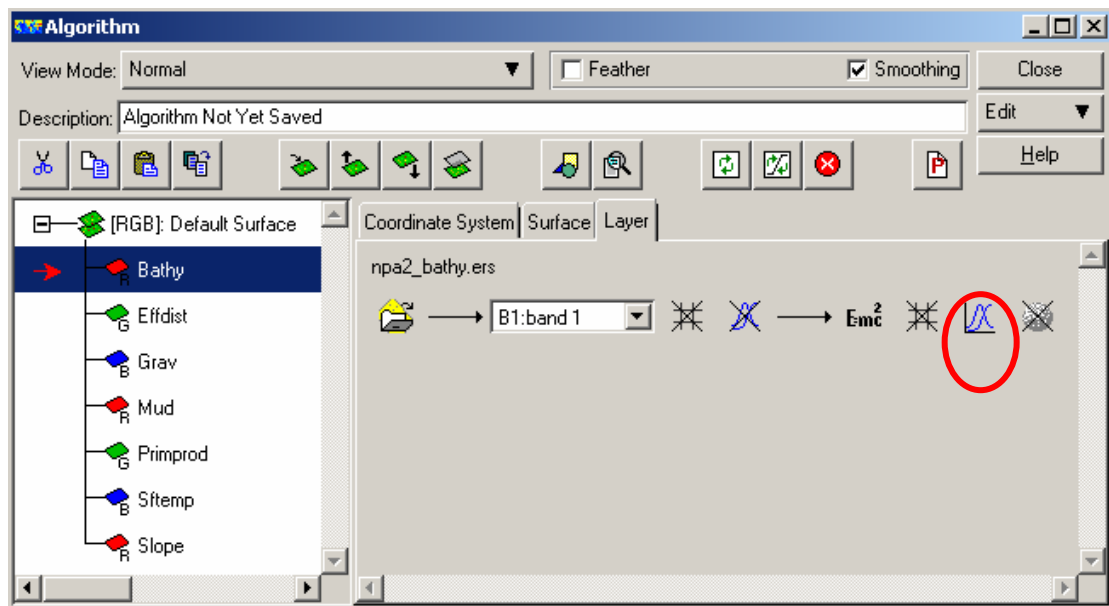 Algorithm
View Mode: Normal Feather Smoothing Close
Description: Algorithm Not Yet Saved Edit
Help
P
[RGB]: Default Surface
Coordinate System Surface Layer
R Bathy
npa2_bathy.ers
B1:band 1 Emc2
G Effdist
B Grav
R Mud
G Primprod
B Sftemp
R Slope